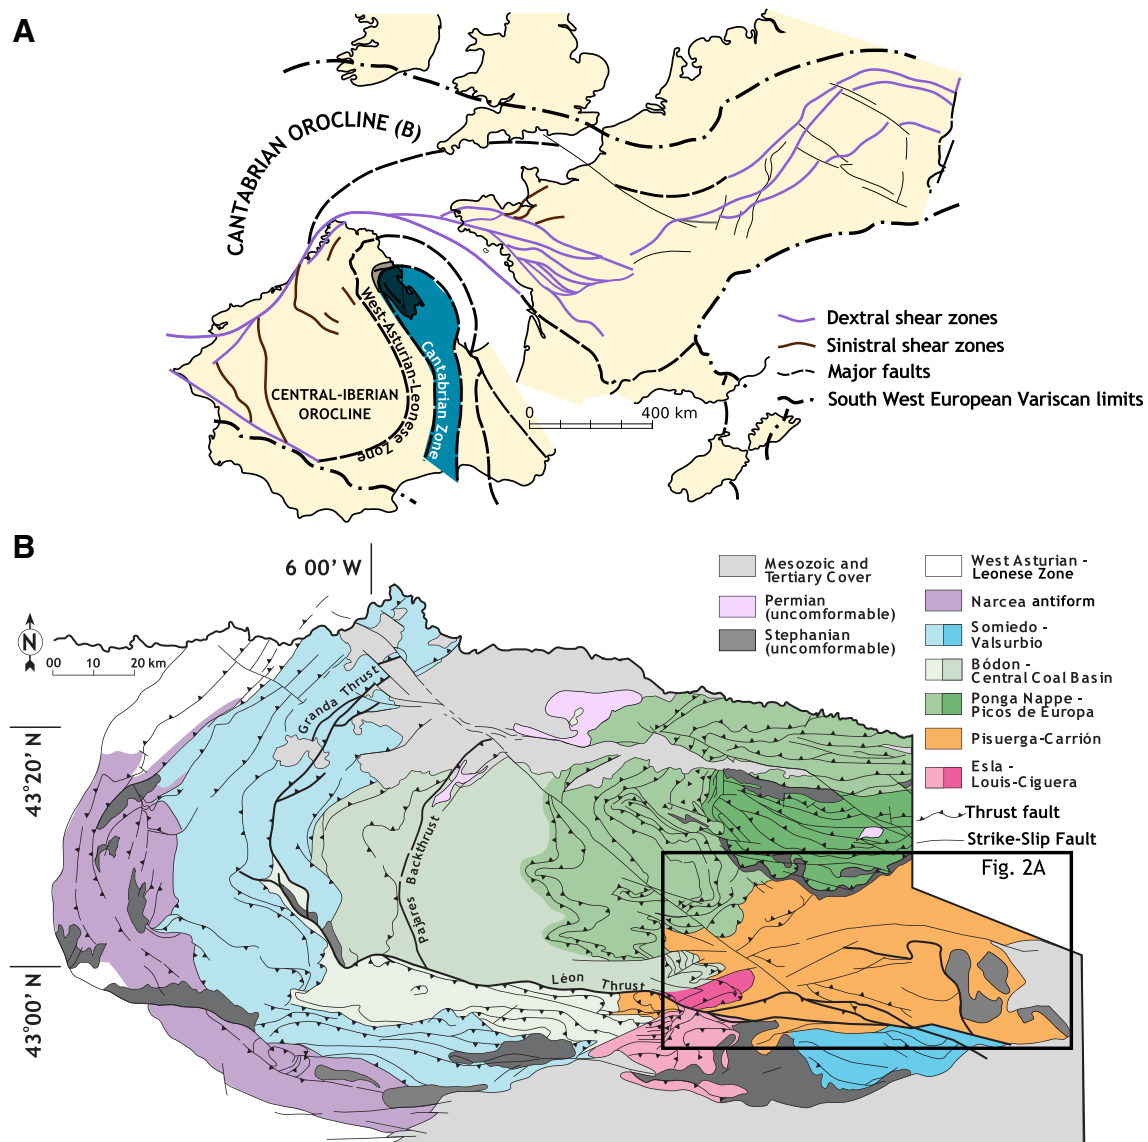 A
CANTABRIAN OROCLINE (B)
West-Asturian-Leonese Zone
Cantabrian Zone
CENTRAL-IBERIAN
OROCLINE
0 400 km
Dextral shear zones
Sinistral shear zones
Major faults
South West European Variscan limits
B
6 00' W
N
00 10 20 km
43°20' N
43°00' N
Granda Thrust
Pajares Backthrust
Léon Thrust
Fig. 2A
Mesozoic and
Tertiary Cover
Permian
(uncomformable)
Stephanian
(uncomformable)
West Asturian -
Leonese Zone
Narcea antiform
Somiedo -
Valsurbio
Bódon -
Central Coal Basin
Ponga Nappe -
Picos de Europa
Pisuerga-Carrión
Esla -
Louis-Ciguera
Thrust fault
Strike-Slip Fault